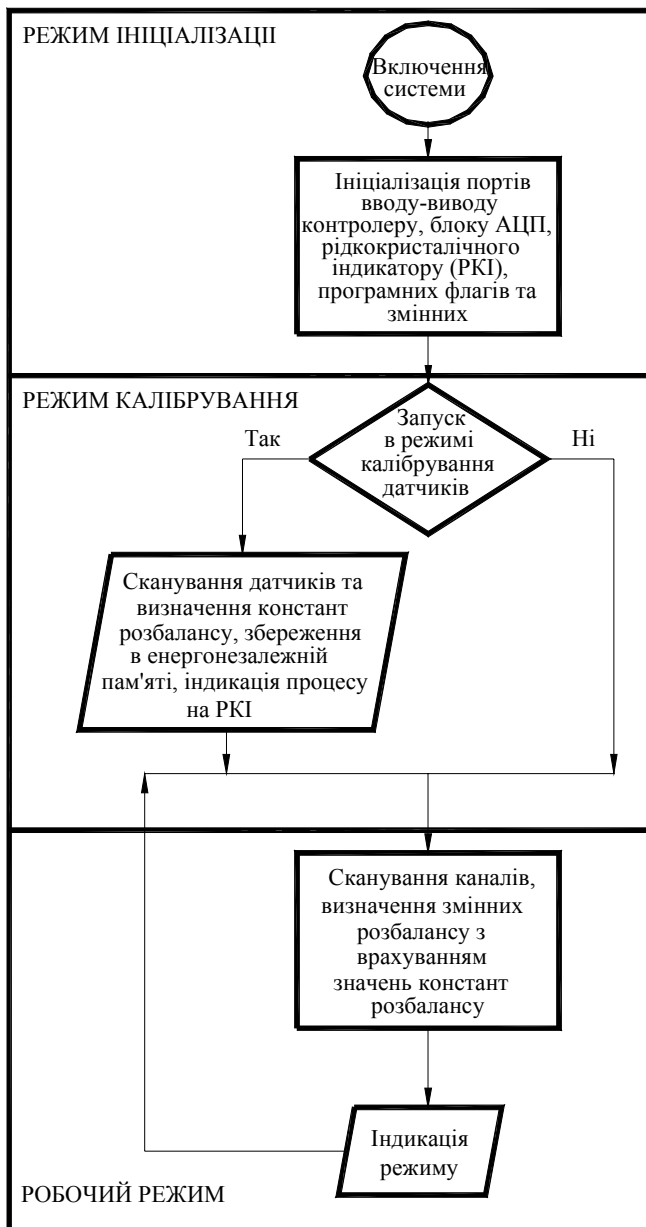 РЕЖИМ ІНІЦІАЛІЗАЦІІ
Включення
системи
Ініціалізація портів
вводу-виводу
контролеру, блоку АЦП,
рідкокристалічного
індикатору (РКІ),
програмних флагів та
змінних
РЕЖИМ КАЛІБРУВАННЯ
Запуск
в режимі
калібрування
датчиків
Так
Ні
Сканування датчиків та
визначення констант
розбалансу, збереження
в енергонезалежній
пам'яті, індикація процесу
на РКІ
Сканування каналів,
визначення змінних
розбалансу з
врахуванням
значень констант
розбалансу
Індикація
режиму
РОБОЧИЙ РЕЖИМ